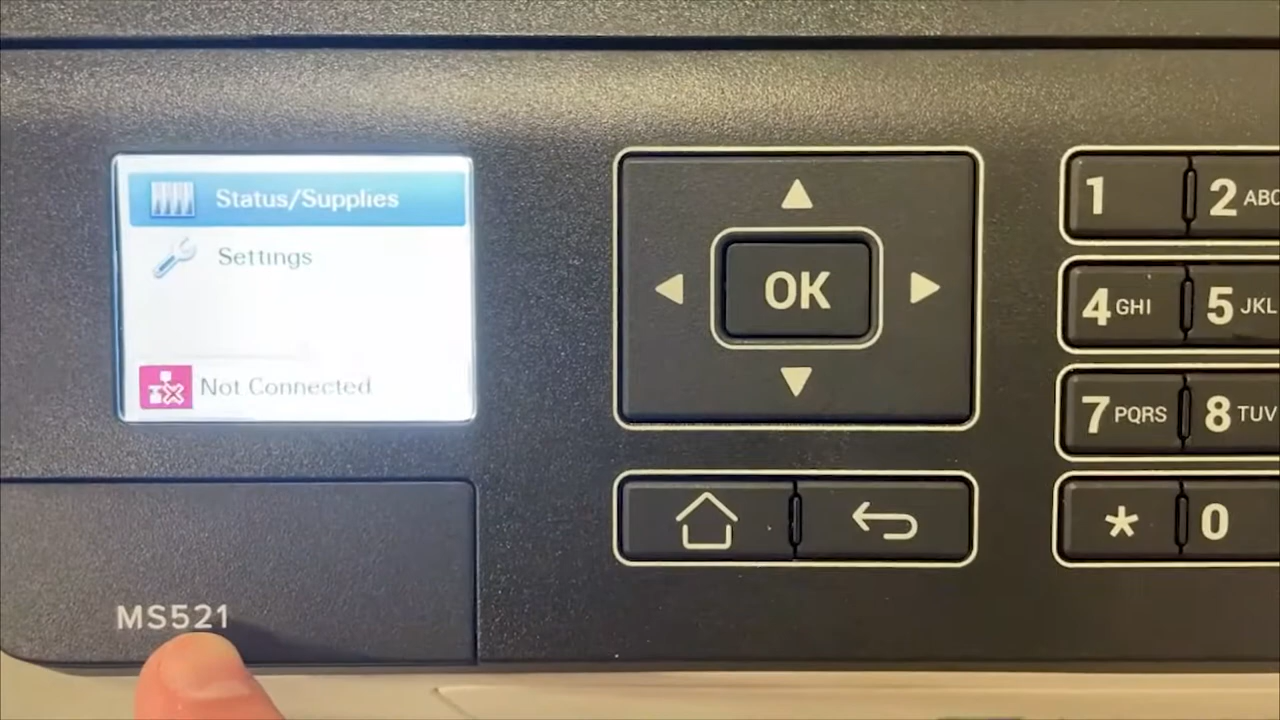 Status/Supplies
Settings
Not Connected
MS521
OK
1
2 ABC
4 GHI
5 JKL
7 PQRS
8 TUV
*
0